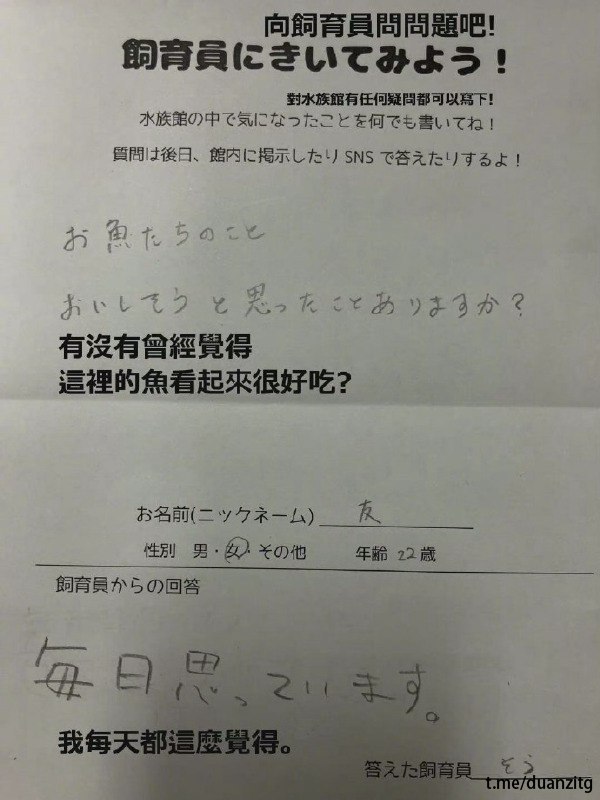 向飼育員問問題吧!
飼育員にきいてみよう!
對水族館有任何疑問都可以寫下!
水族館の中で気になったことを何でも書いてね!
質問は後日、館内に掲示したり SNS で答えたりするよ!
お魚たちのこと
おいしそうと思ったことありますか?
有沒有曾經覺得
這裡的魚看起來很好吃?
お名前(ニックネーム) 友
性別 男・女・その他 年齢 22 歳
飼育員からの回答
毎日思っています。
我每天都這麼覺得。
答えた飼育員 そう
t.me/duanzitg